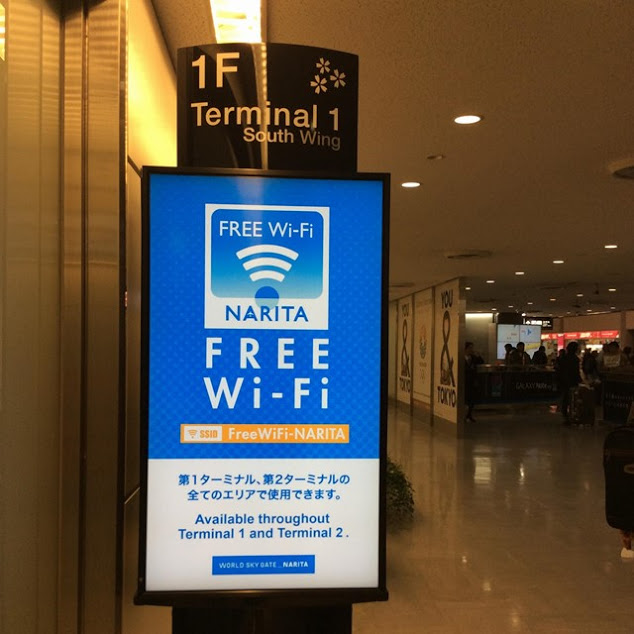 1F
Terminal 1
South Wing
FREE Wi-Fi
NARITA
FREE
Wi-Fi
SSID FreeWiFi-NARITA
第1ターミナル、第2ターミナルの
全てのエリアで使用できます。
Available throughout
Terminal 1 and Terminal 2.
WORLD SKY GATE_NARITA
YOU
&
TOKYO
YOU
&
TOKYO